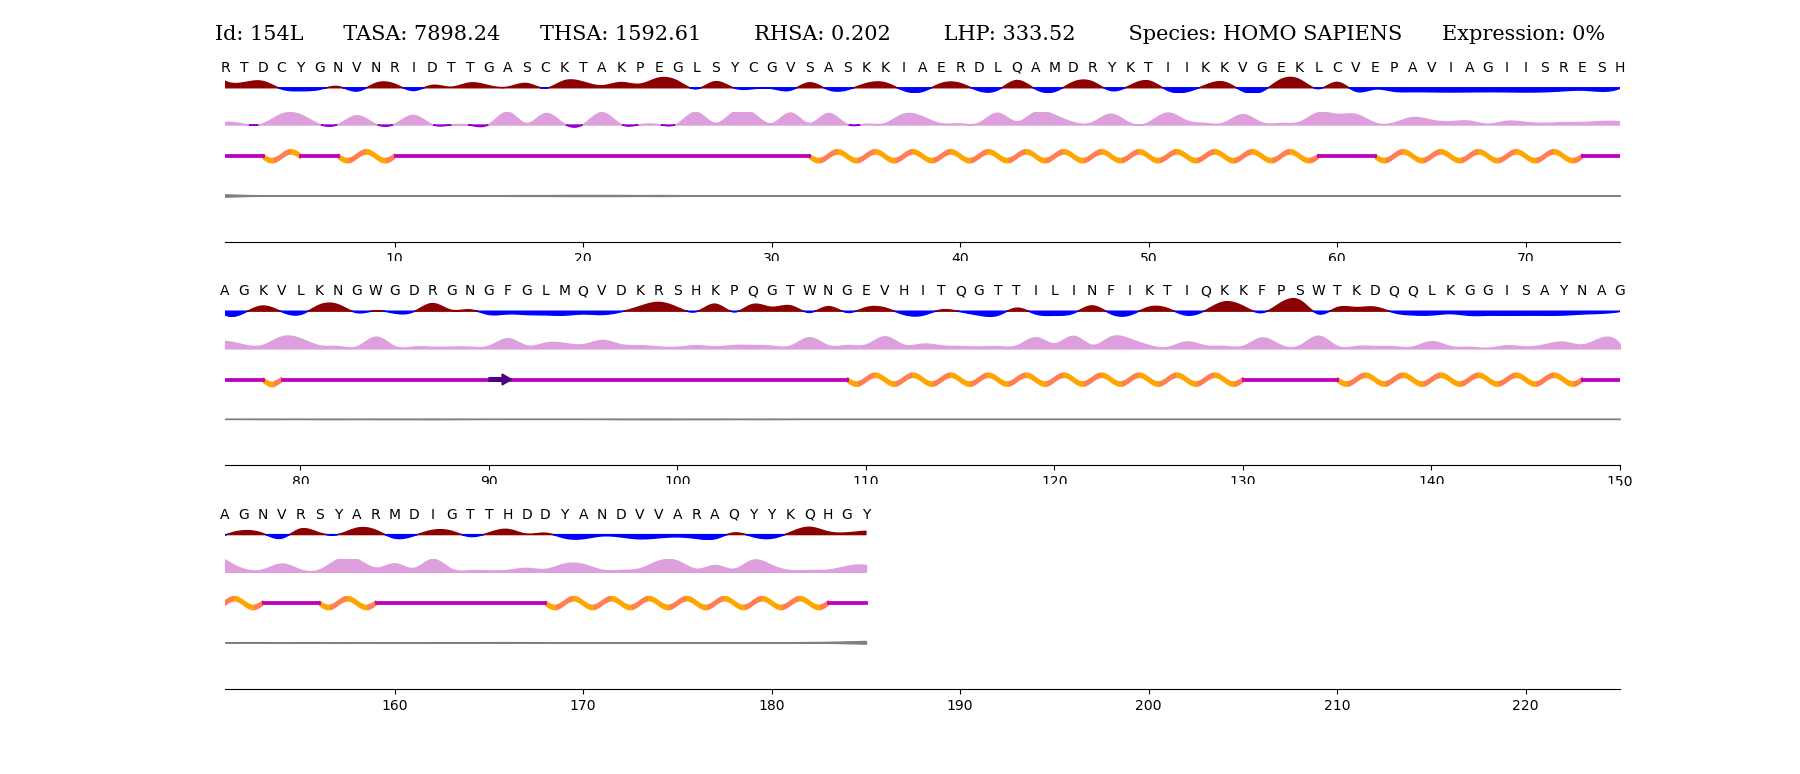 Id: 154L TASA: 7898.24 THSA: 1592.61 RHSA: 0.202 LHP: 333.52 Species: HOMO SAPIENS Expression: 0%
R T D C Y G N V N R I D T T G A S C K T A K P E G L S Y C G V S A S K K I A E R D L Q A M D R Y K T I I K K V G E K L C V E P A V I A G I I S R E S H
10 20 30 40 50 60 70
A G K V L K N G W G D R G N G F G L M Q V D K R S H K P Q G T W N G E V H I T Q G T T I L I N F I K T I Q K K F P S W T K D Q Q L K G G I S A Y N A G
80 90 100 110 120 130 140 150
A G N V R S Y A R M D I G T T H D D Y A N D V V A R A Q Y Y K Q H G Y
160 170 180 190 200 210 220